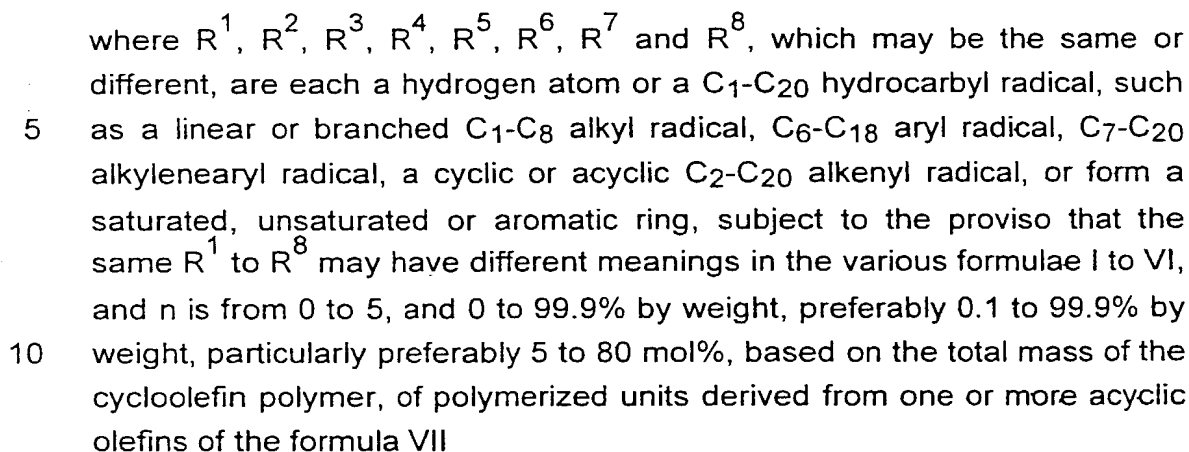 where R¹, R², R³, R⁴, R⁵, R⁶, R⁷ and R⁸, which may be the same or
different, are each a hydrogen atom or a C₁-C₂₀ hydrocarbyl radical, such
5 as a linear or branched C₁-C₈ alkyl radical, C₆-C₁₈ aryl radical, C₇-C₂₀
alkylenearyl radical, a cyclic or acyclic C₂-C₂₀ alkenyl radical, or form a
saturated, unsaturated or aromatic ring, subject to the proviso that the
same R¹ to R⁸ may have different meanings in the various formulae I to VI,
and n is from 0 to 5, and 0 to 99.9% by weight, preferably 0.1 to 99.9% by
10 weight, particularly preferably 5 to 80 mol%, based on the total mass of the
cycloolefin polymer, of polymerized units derived from one or more acyclic
olefins of the formula VII